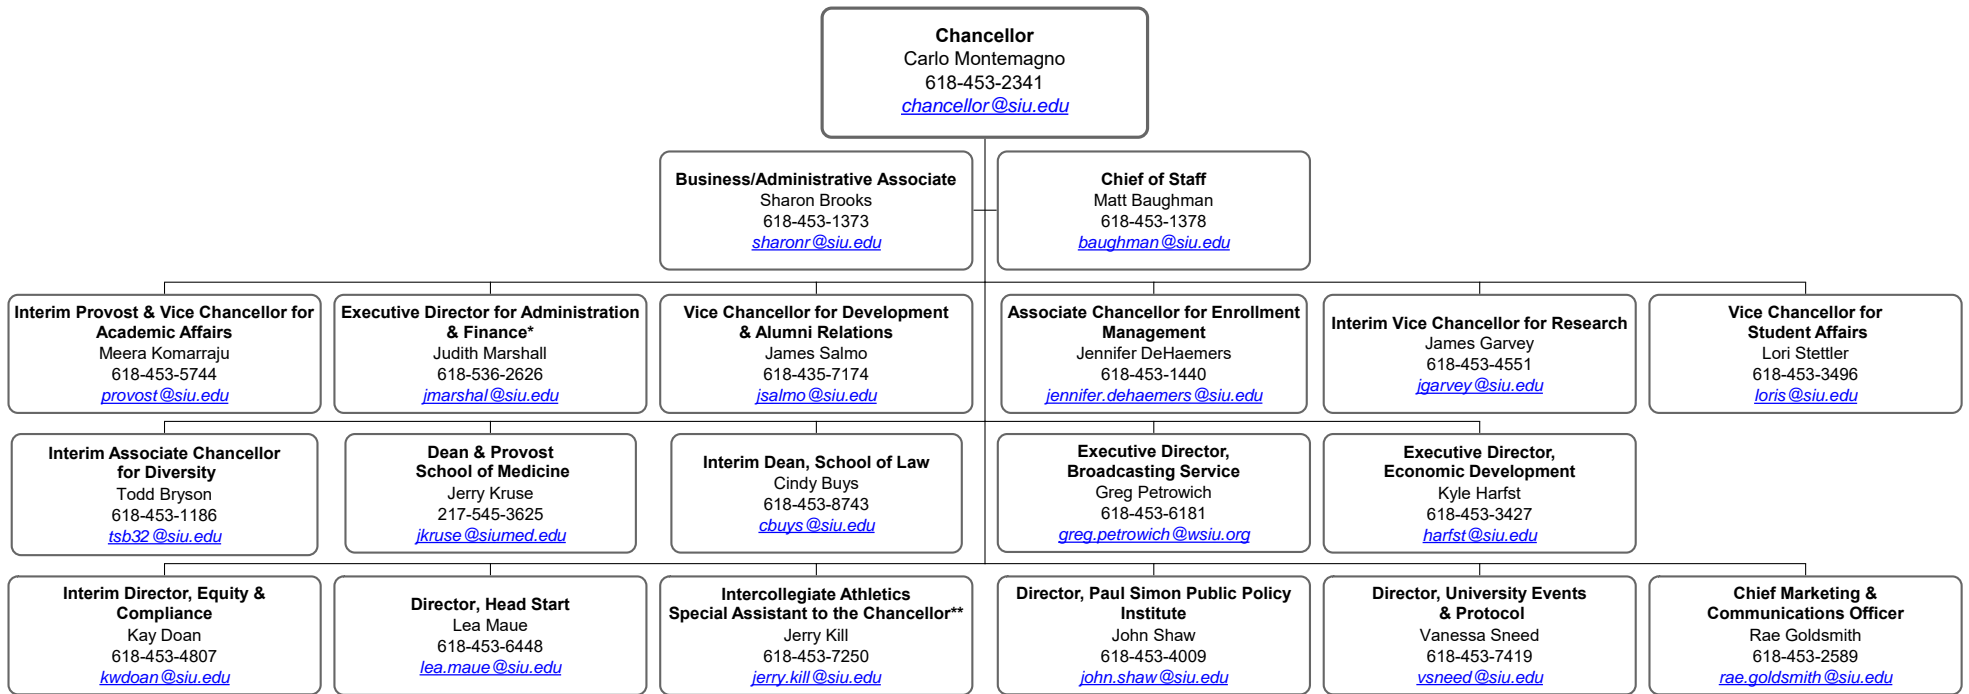 Chancellor
Carlo Montemagno
618-453-2341
chancellor@siu.edu
Business/Administrative Associate
Sharon Brooks
618-453-1373
sharonr@siu.edu
Chief of Staff
Matt Baughman
618-453-1378
baughman@siu.edu
Interim Provost & Vice Chancellor for
Academic Affairs
Meera Komarraju
618-453-5744
provost@siu.edu
Executive Director for Administration
& Finance*
Judith Marshall
618-536-2626
jmarshal@siu.edu
Vice Chancellor for Development
& Alumni Relations
James Salmo
618-435-7174
jsalmo@siu.edu
Associate Chancellor for Enrollment
Management
Jennifer DeHaemers
618-453-1440
jennifer.dehaemers@siu.edu
Interim Vice Chancellor for Research
James Garvey
618-453-4551
jgarvey@siu.edu
Vice Chancellor for
Student Affairs
Lori Stettler
618-453-3496
loris@siu.edu
Interim Associate Chancellor
for Diversity
Todd Bryson
618-453-1186
tsb32@siu.edu
Dean & Provost
School of Medicine
Jerry Kruse
217-545-3625
jkruse@siumed.edu
Interim Dean, School of Law
Cindy Buys
618-453-8743
cbuys@siu.edu
Executive Director,
Broadcasting Service
Greg Petrowich
618-453-6181
greg.petrowich@wsiu.org
Executive Director,
Economic Development
Kyle Harfst
618-453-3427
harfst@siu.edu
Interim Director, Equity &
Compliance
Kay Doan
618-453-4807
kwdoan@siu.edu
Director, Head Start
Lea Maue
618-453-6448
lea.maue@siu.edu
Intercollegiate Athletics
Special Assistant to the Chancellor**
Jerry Kill
618-453-7250
jerry.kill@siu.edu
Director, Paul Simon Public Policy
Institute
John Shaw
618-453-4009
john.shaw@siu.edu
Director, University Events
& Protocol
Vanessa Sneed
618-453-7419
vsneed@siu.edu
Chief Marketing &
Communications Officer
Rae Goldsmith
618-453-2589
rae.goldsmith@siu.edu